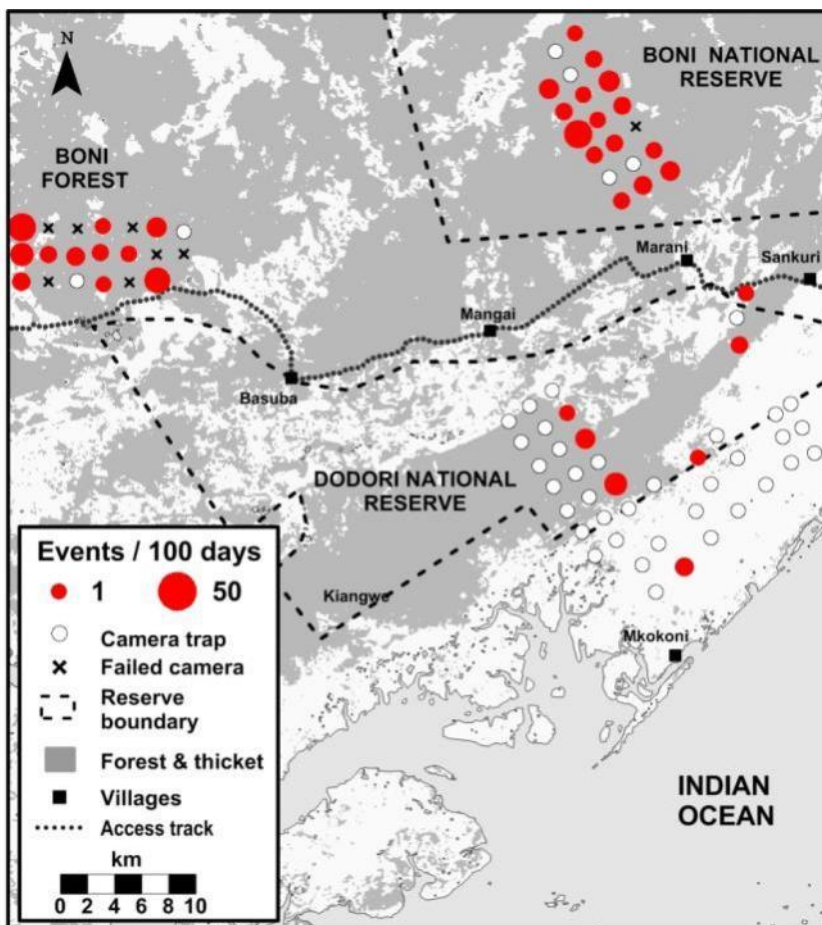 N
BONI NATIONAL
RESERVE
BONI
FOREST
Marani
Sankuri
Mangai
Basuba
DODORI NATIONAL
RESERVE
Kiangwe
Mkokoni
INDIAN
OCEAN
Events / 100 days
1 50
Camera trap
Failed camera
Reserve
boundary
Forest & thicket
Villages
Access track
km
0 2 4 6 8 10